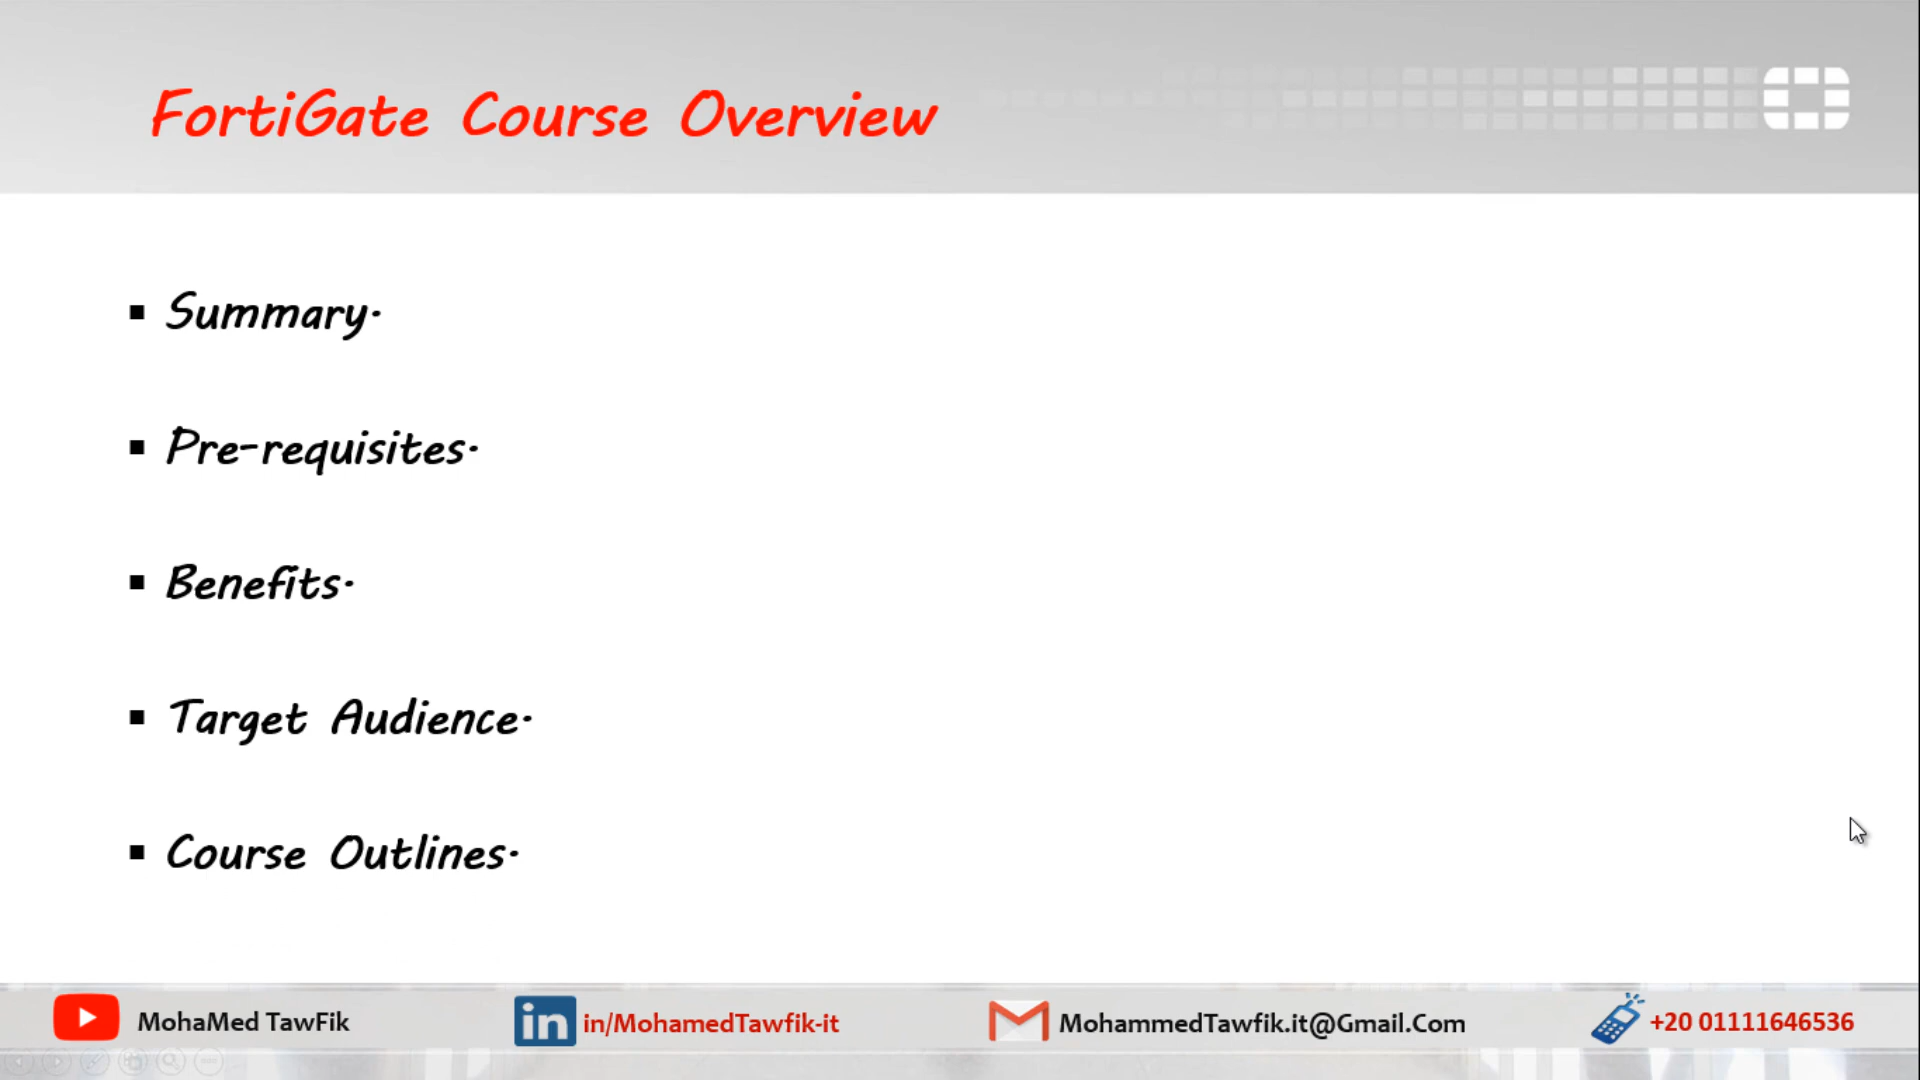 FortiGate Course Overview
▪ Summary.
▪ Pre-requisites.
▪ Benefits.
▪ Target Audience.
▪ Course Outlines.
MohaMed TawFik
in in/MohamedTawfik-it
MohammedTawfik.it@Gmail.Com
+20 01111646536